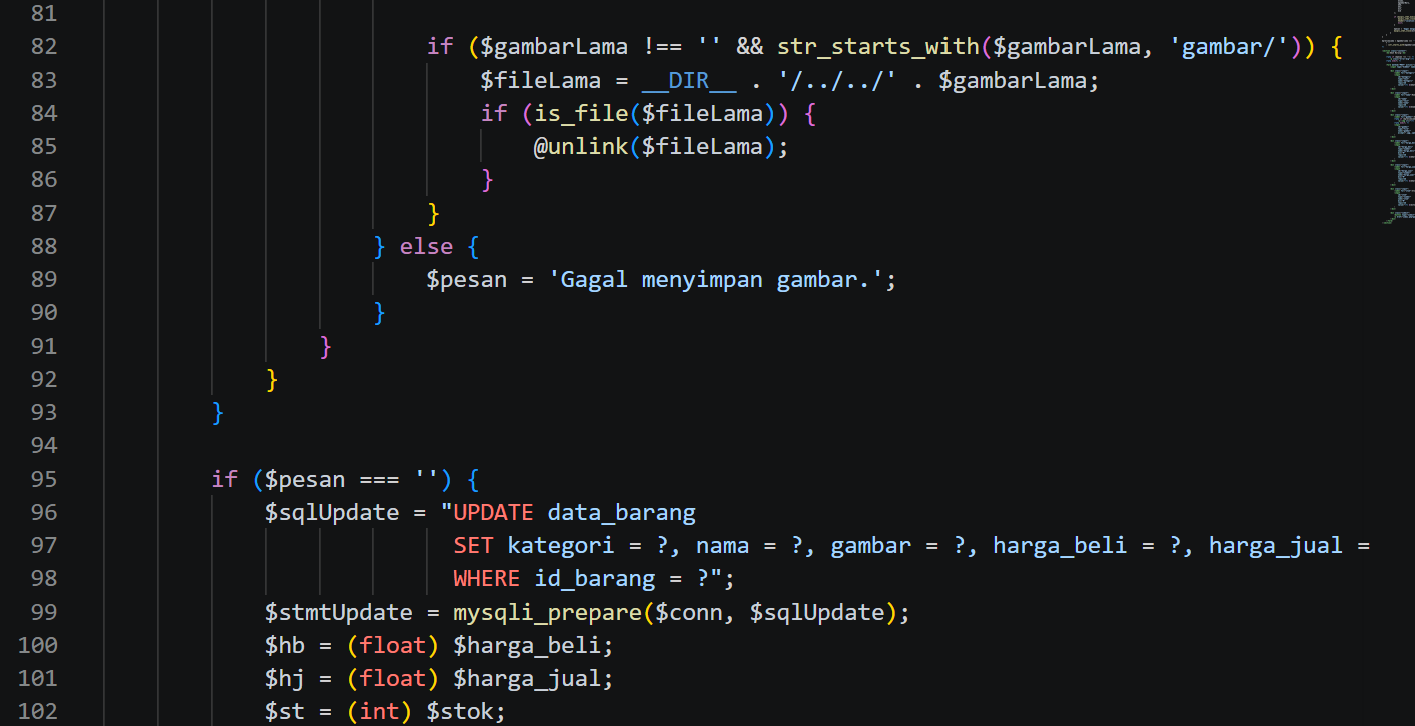 81
82 if ($gambarLama !== '' && str_starts_with($gambarLama, 'gambar/')) {
83 $fileLama = __DIR__ . '/../../' . $gambarLama;
84 if (is_file($fileLama)) {
85 @unlink($fileLama);
86 }
87 }
88 } else {
89 $pesan = 'Gagal menyimpan gambar.';
90 }
91 }
92 }
93 }
94
95 if ($pesan === '') {
96 $sqlUpdate = "UPDATE data_barang
97 SET kategori = ?, nama = ?, gambar = ?, harga_beli = ?, harga_jual =
98 WHERE id_barang = ?";
99 $stmtUpdate = mysqli_prepare($conn, $sqlUpdate);
100 $hb = (float) $harga_beli;
101 $hj = (float) $harga_jual;
102 $st = (int) $stok;